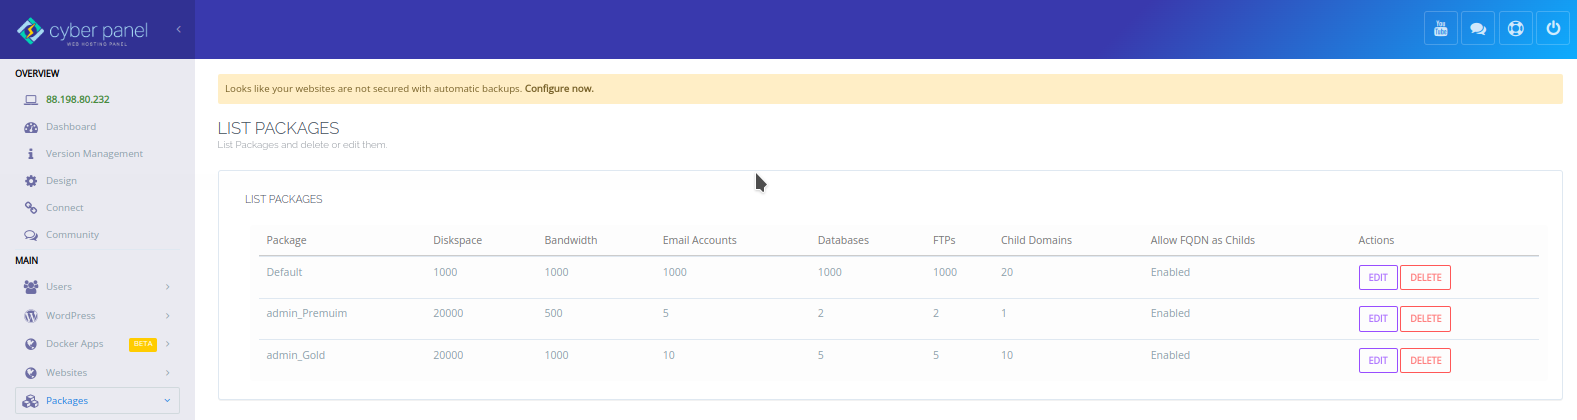 cyber panel
WEB HOSTING PANEL
You
Tube
OVERVIEW
88.198.80.232
Dashboard
Version Management
Design
Connect
Community
MAIN
Users
WordPress
Docker Apps BETA
Websites
Packages
Looks like your websites are not secured with automatic backups. Configure now.
LIST PACKAGES
List Packages and delete or edit them.
LIST PACKAGES
Package Diskspace Bandwidth Email Accounts Databases FTPs Child Domains Allow FQDN as Childs Actions
Default 1000 1000 1000 1000 1000 20 Enabled EDIT DELETE
admin_Premuim 20000 500 5 2 2 1 Enabled EDIT DELETE
admin_Gold 20000 1000 10 5 5 10 Enabled EDIT DELETE